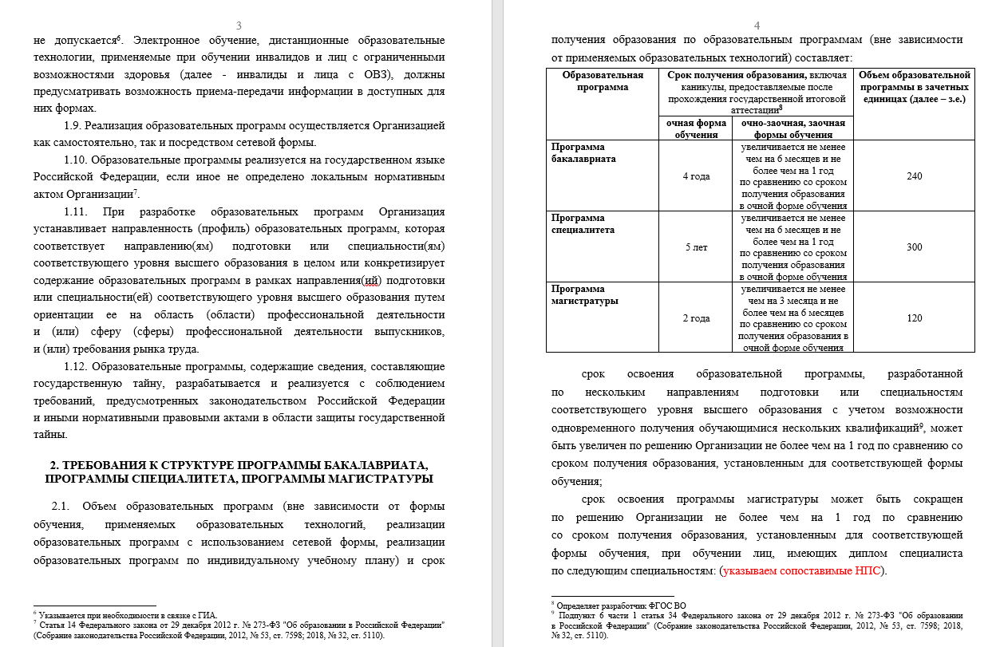 3
не допускается⁶. Электронное обучение, дистанционные образовательные
технологии, применяемые при обучении инвалидов и лиц с ограниченными
возможностями здоровья (далее - инвалиды и лица с ОВЗ), должны
предусматривать возможность приема-передачи информации в доступных для
них формах.
1.9. Реализация образовательных программ осуществляется Организацией
как самостоятельно, так и посредством сетевой формы.
1.10. Образовательные программы реализуется на государственном языке
Российской Федерации, если иное не определено локальным нормативным
актом Организации⁷.
1.11. При разработке образовательных программ Организация
устанавливает направленность (профиль) образовательных программ, которая
соответствует направлению(ям) подготовки или специальности(ям)
соответствующего уровня высшего образования в целом или конкретизирует
содержание образовательных программ в рамках направления(ий) подготовки
или специальности(ей) соответствующего уровня высшего образования путем
ориентации ее на область (области) профессиональной деятельности
и (или) сферу (сферы) профессиональной деятельности выпускников,
и (или) требования рынка труда.
1.12. Образовательные программы, содержащие сведения, составляющие
государственную тайну, разрабатывается и реализуется с соблюдением
требований, предусмотренных законодательством Российской Федерации
и иными нормативными правовыми актами в области защиты государственной
тайны.
2. ТРЕБОВАНИЯ К СТРУКТУРЕ ПРОГРАММЫ БАКАЛАВРИАТА,
ПРОГРАММЫ СПЕЦИАЛИТЕТА, ПРОГРАММЫ МАГИСТРАТУРЫ
2.1. Объем образовательных программ (вне зависимости от формы
обучения, применяемых образовательных технологий, реализации
образовательных программ с использованием сетевой формы, реализации
образовательных программ по индивидуальному учебному плану) и срок
⁶ Указывается при необходимости в связке с ГИА.
⁷ Статья 14 Федерального закона от 29 декабря 2012 г. № 273-ФЗ "Об образовании в Российской Федерации"
(Собрание законодательства Российской Федерации, 2012, № 53, ст. 7598; 2018, № 32, ст. 5110).
4
получения образования по образовательным программам (вне зависимости
от применяемых образовательных технологий) составляет:
Образовательная
программа
Срок получения образования, включая
каникулы, предоставляемые после
прохождения государственной итоговой
аттестации⁸
Объем образовательной
программы в зачетных
единицах (далее – з.е.)
очная форма
обучения
очно-заочная, заочная
формы обучения
Программа
бакалавриата
4 года
увеличивается не менее
чем на 6 месяцев и не
более чем на 1 год
по сравнению со сроком
получения образования
в очной форме обучения
240
Программа
специалитета
5 лет
увеличивается не менее
чем на 6 месяцев и не
более чем на 1 год
по сравнению со сроком
получения образования
в очной форме обучения
300
Программа
магистратуры
2 года
увеличивается не менее
чем на 3 месяца и не
более чем на 6 месяцев
по сравнению со сроком
получения образования в
очной форме обучения
120
срок освоения образовательной программы, разработанной
по нескольким направлениям подготовки или специальностям
соответствующего уровня высшего образования с учетом возможности
одновременного получения обучающимися нескольких квалификаций⁹, может
быть увеличен по решению Организации не более чем на 1 год по сравнению со
сроком получения образования, установленным для соответствующей формы
обучения;
срок освоения программы магистратуры может быть сокращен
по решению Организации не более чем на 1 год по сравнению
со сроком получения образования, установленным для соответствующей
формы обучения, при обучении лиц, имеющих диплом специалиста
по следующим специальностям: (указываем сопоставимые НПС).
⁸ Определяет разработчик ФГОС ВО
⁹ Подпункт 6 части 1 статья 34 Федерального закона от 29 декабря 2012 г. № 273-ФЗ "Об образовании
в Российской Федерации" (Собрание законодательства Российской Федерации, 2012, № 53, ст. 7598; 2018,
№ 32, ст. 5110).